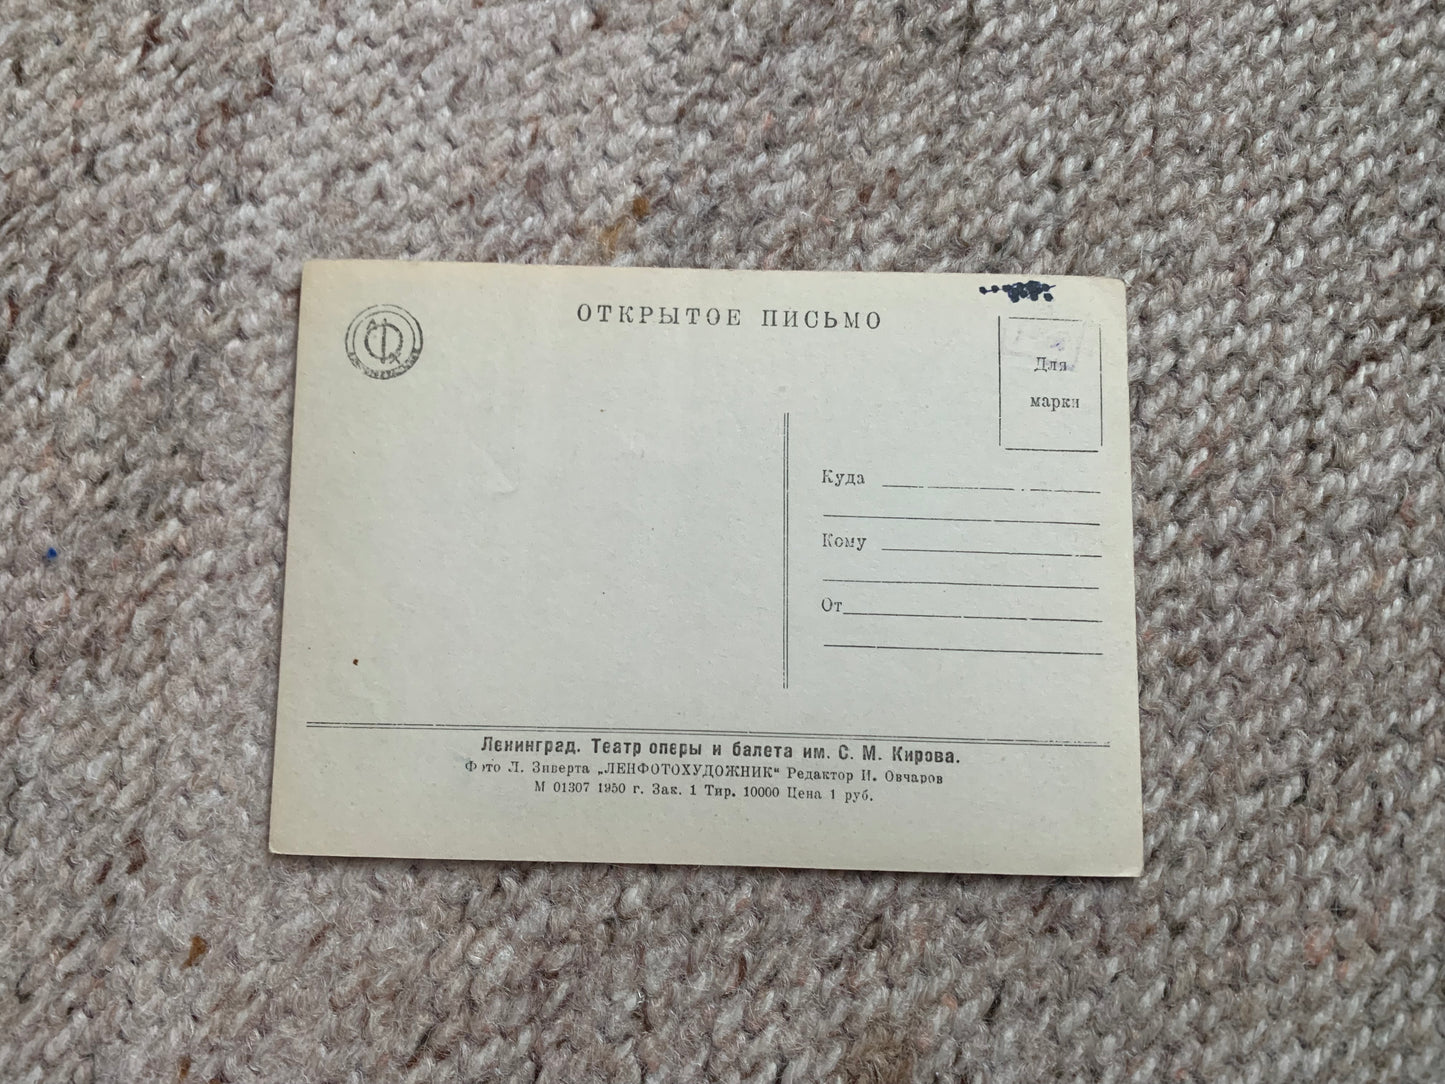 ОТКРЫТОЕ ПИСЬМО
Для
марки
Куда
Кому
От
Ленинград. Театр оперы и балета им. С. М. Кирова.
Фото Л. Зиверта „ЛЕНФОТОХУДОЖНИК“ Редактор И. Овчаров
М 01307 1950 г. Зак. 1 Тир. 10000 Цена 1 руб.